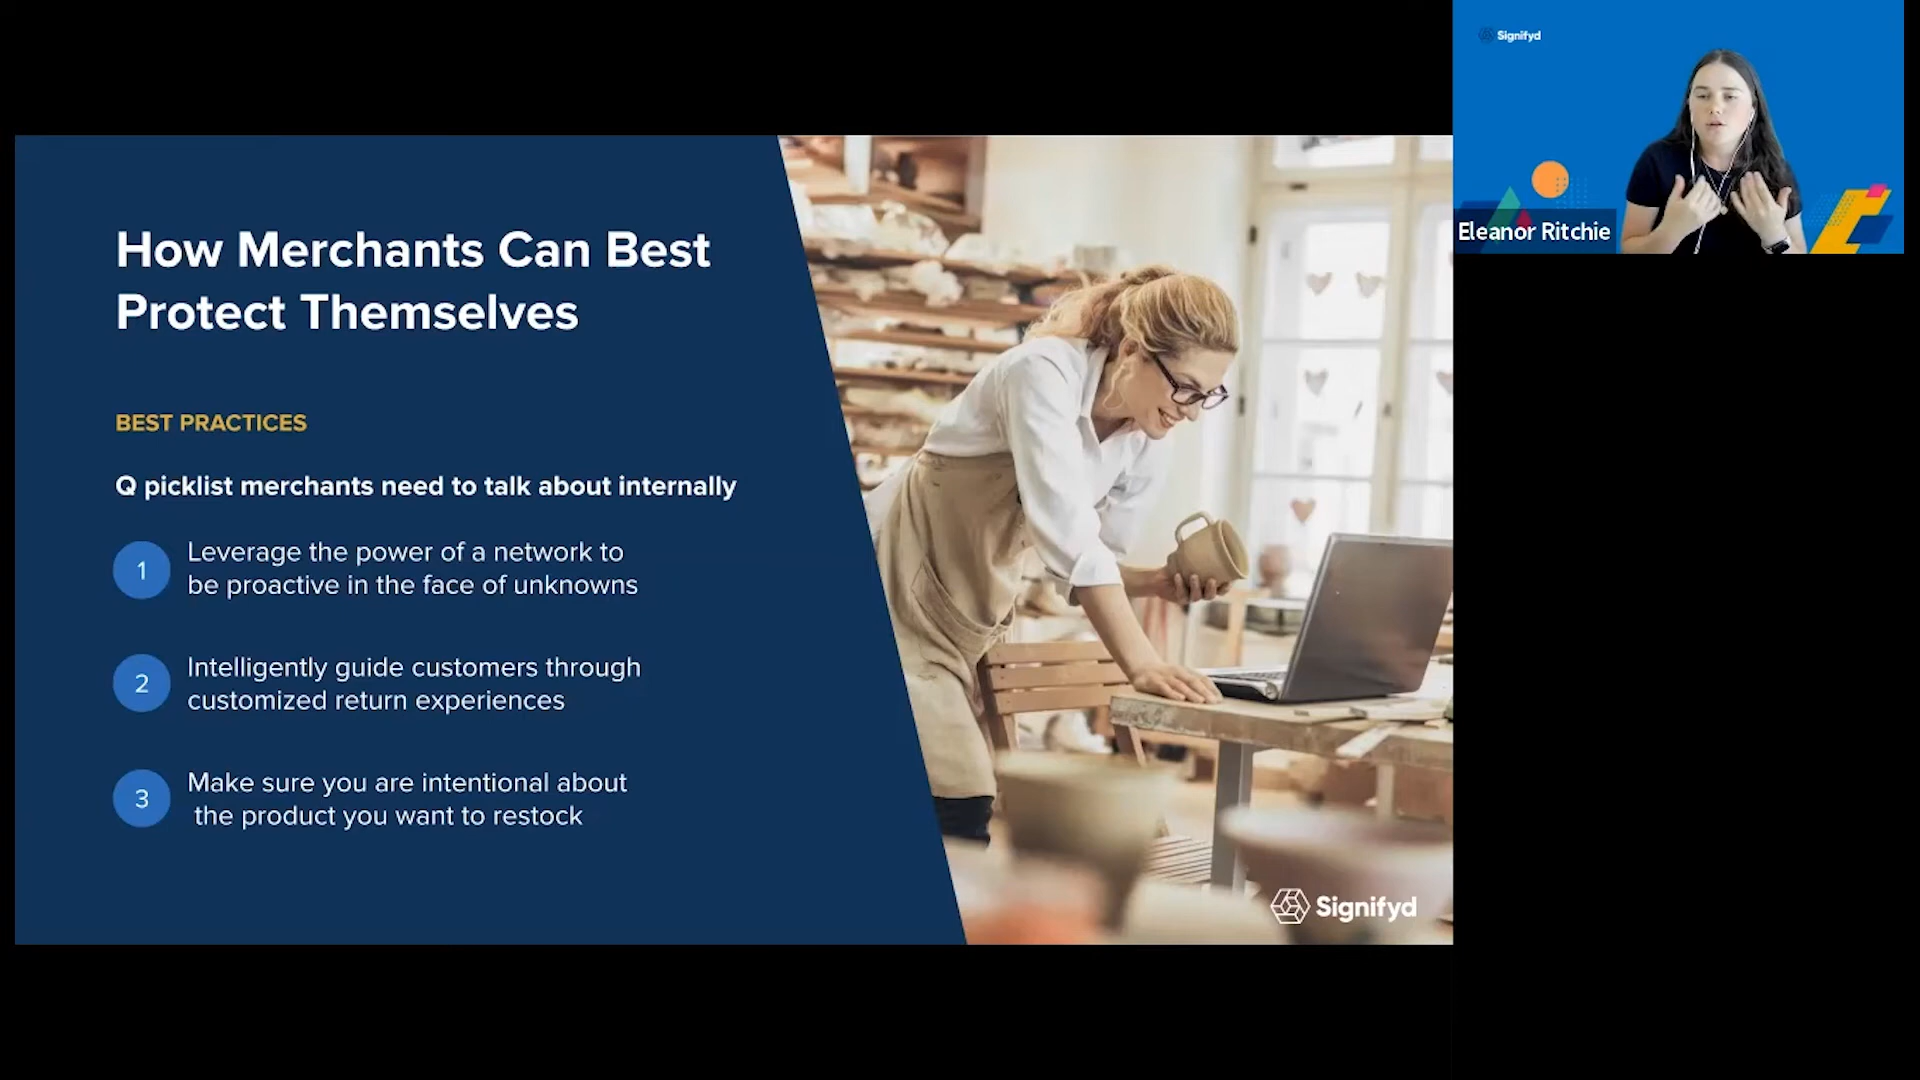 How Merchants Can Best
Protect Themselves
BEST PRACTICES
Q picklist merchants need to talk about internally
1
Leverage the power of a network to
be proactive in the face of unknowns
2
Intelligently guide customers through
customized return experiences
3
Make sure you are intentional about
the product you want to restock
Signifyd
Signifyd
Eleanor Ritchie